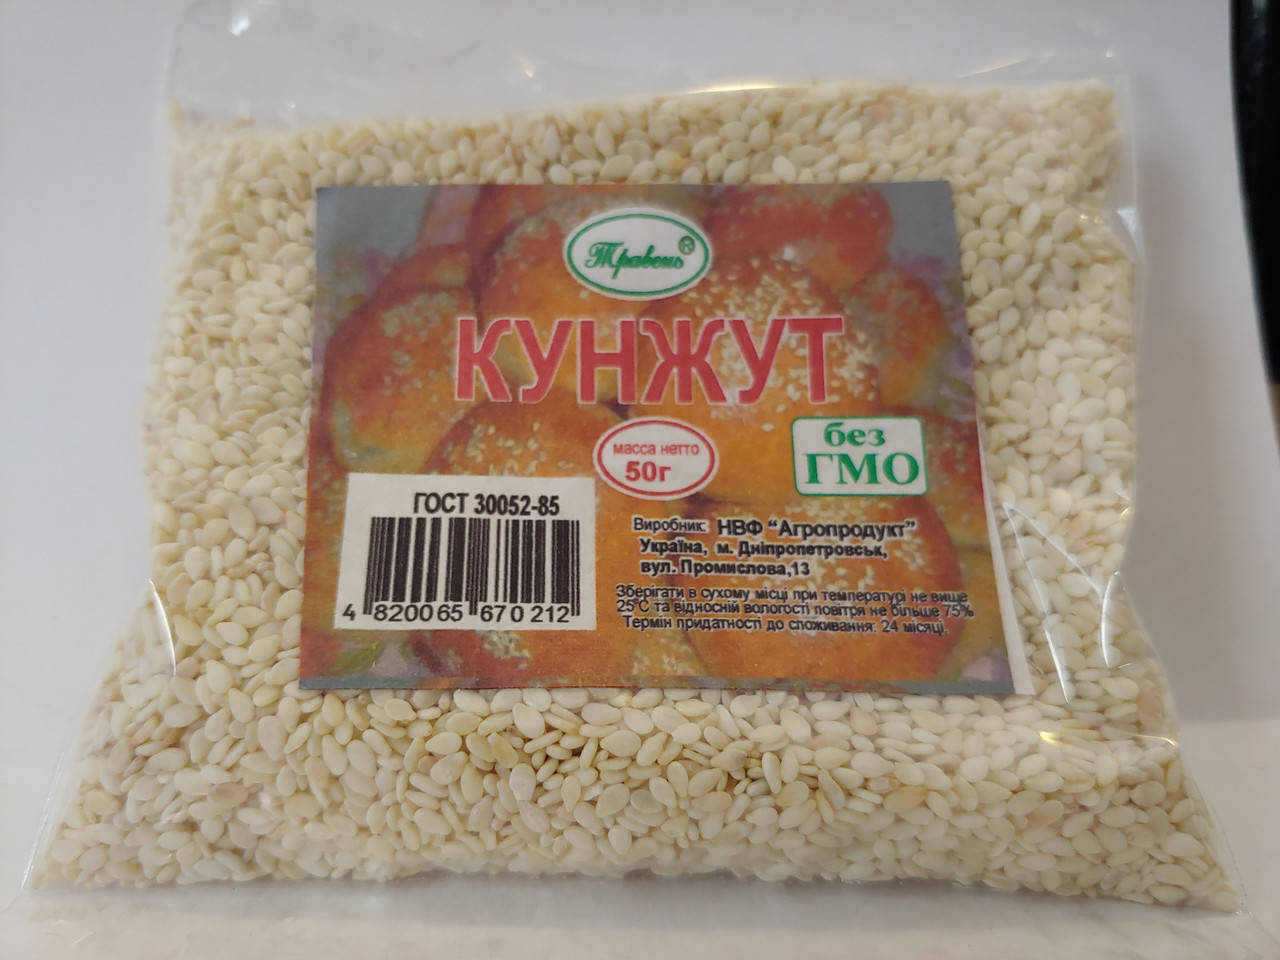 Травень®
КУНЖУТ
масса нетто
50г
без
ГМО
ГОСТ 30052-85
4 820065 670212
Виробник: НВФ "Агропродукт"
Україна, м. Дніпропетровськ,
вул. Промислова,13
Зберігати в сухому місці при температурі не вище
25°С та відносній вологості повітря не більше 75%
Термін придатності до споживання: 24 місяці.